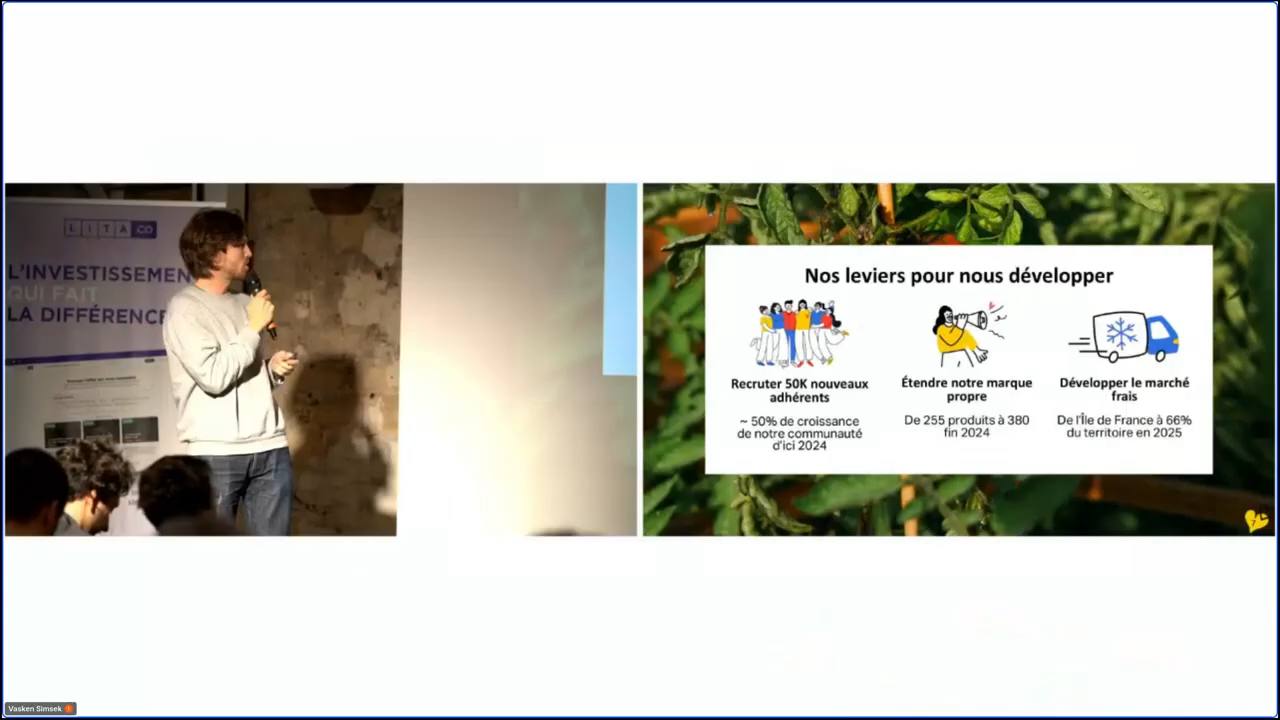 LITA CO
L'INVESTISSEMEN
QUI FAIT
LA DIFFÉRENCE
Nos leviers pour nous développer
Recruter 50K nouveaux
adhérents
~ 50% de croissance
de notre communauté
d'ici 2024
Étendre notre marque
propre
De 255 produits à 380
fin 2024
Développer le marché
frais
De l'Île de France à 66%
du territoire en 2025
Vasken Simsek